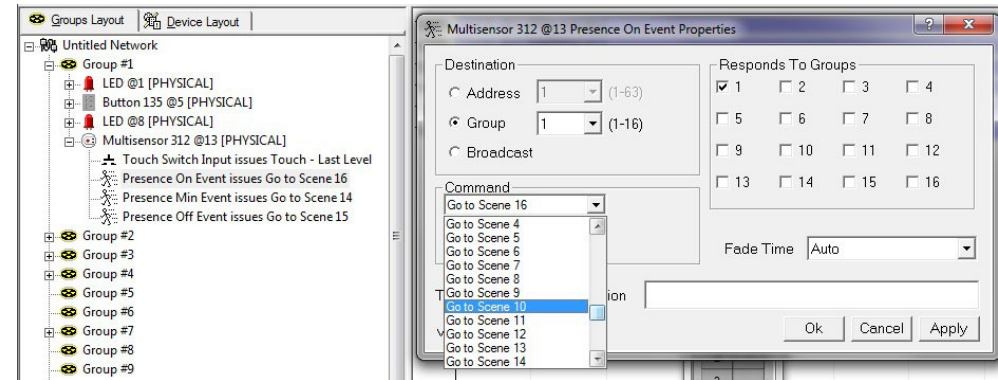 Groups Layout
Device Layout
Untitled Network
Group #1
LED @1 [PHYSICAL]
Button 135 @5 [PHYSICAL]
LED @8 [PHYSICAL]
Multisensor 312 @13 [PHYSICAL]
Touch Switch Input issues Touch - Last Level
Presence On Event issues Go to Scene 16
Presence Min Event issues Go to Scene 14
Presence Off Event issues Go to Scene 15
Group #2
Group #3
Group #4
Group #5
Group #6
Group #7
Group #8
Group #9
Multisensor 312 @13 Presence On Event Properties
Destination
Address 1 (1-63)
Group 1 (1-16)
Broadcast
Command
Go to Scene 16
Go to Scene 4
Go to Scene 5
Go to Scene 6
Go to Scene 7
Go to Scene 8
Go to Scene 9
Go to Scene 10
Go to Scene 11
Go to Scene 12
Go to Scene 13
Go to Scene 14
Responds To Groups
1 2 3 4
5 6 7 8
9 10 11 12
13 14 15 16
Fade Time Auto
Ok Cancel Apply